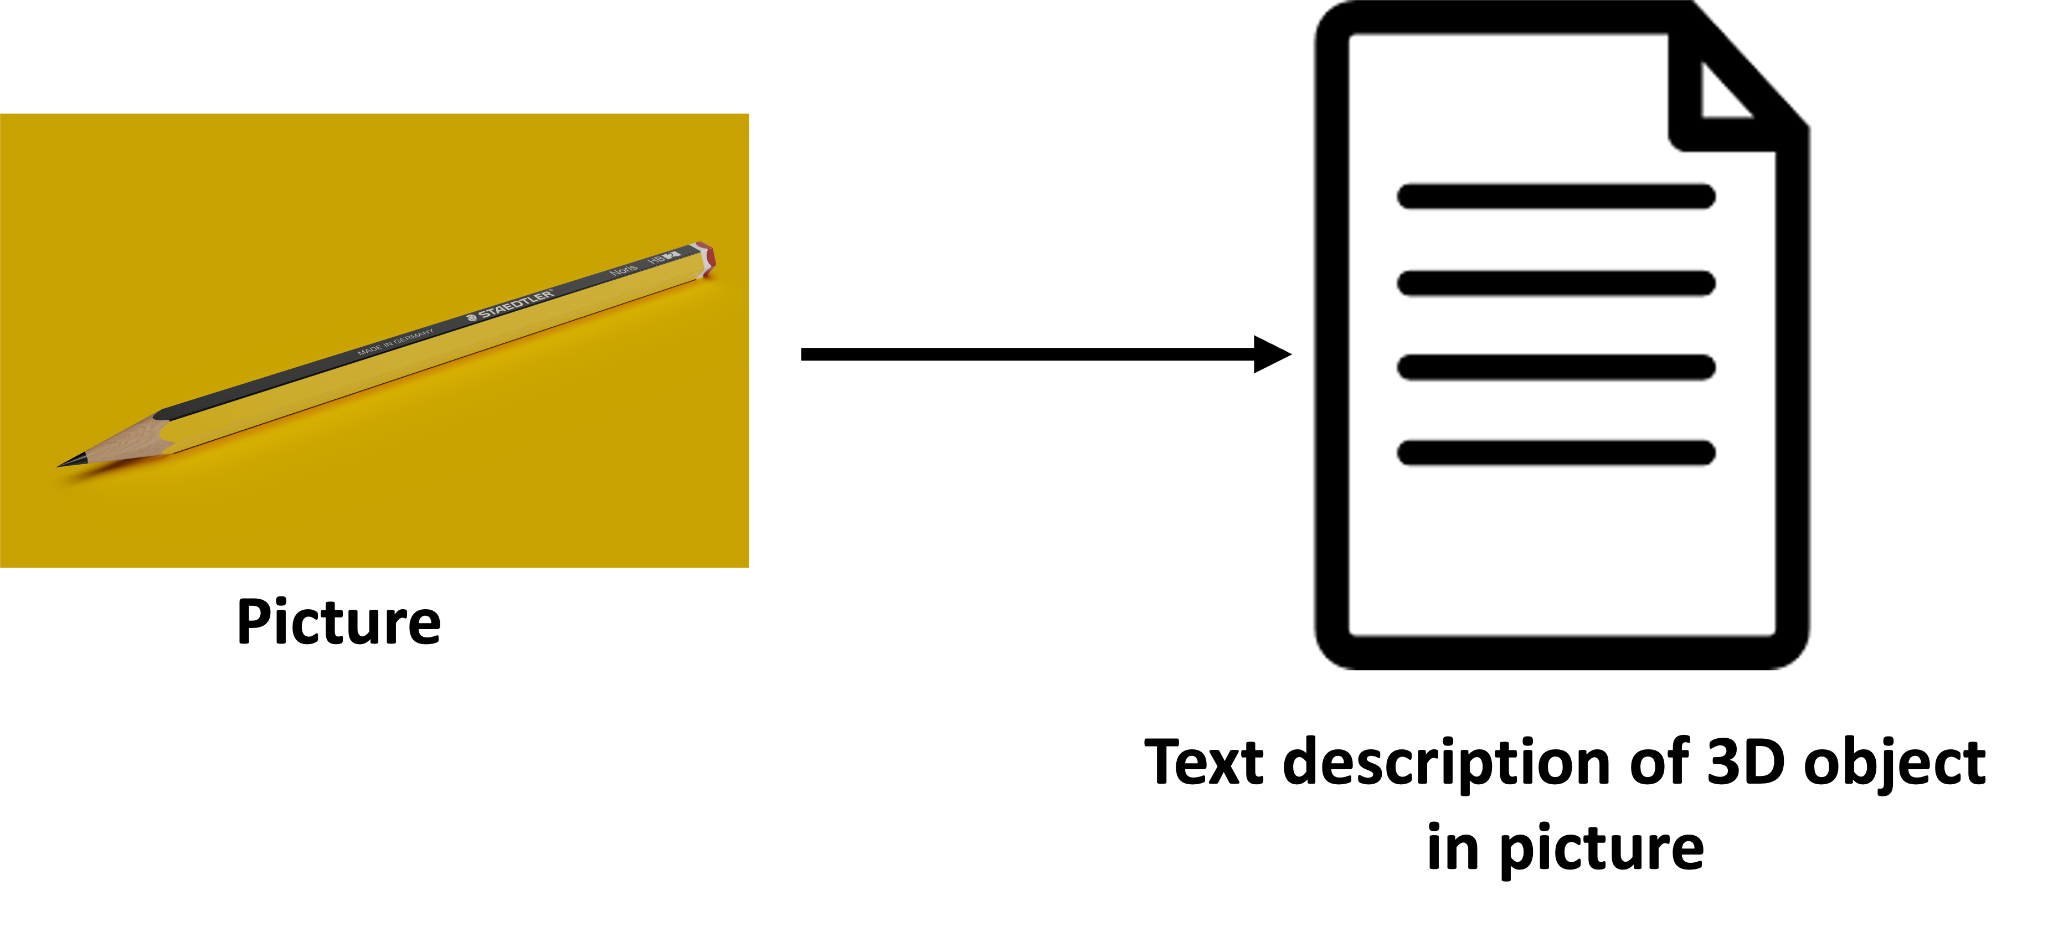 MADE IN GERMANY
STAEDTLER
Noris
HB
Picture
Text description of 3D object
in picture